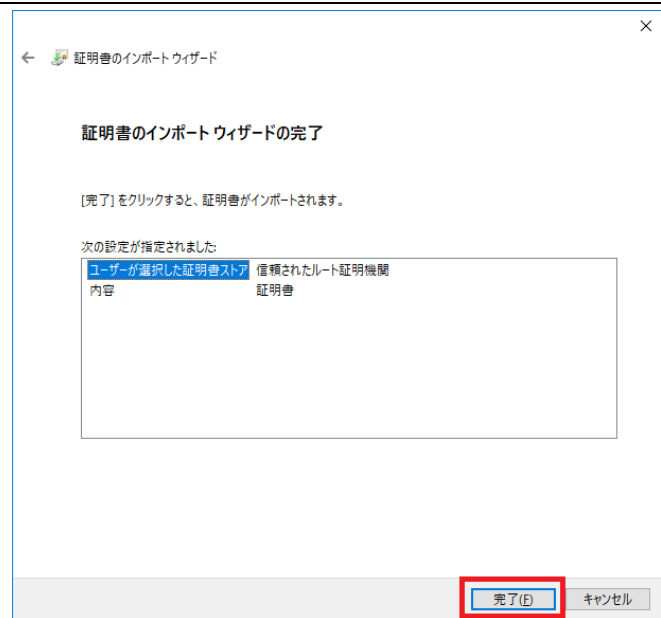 証明書のインポート ウィザード
証明書のインポート ウィザードの完了
[完了] をクリックすると、証明書がインポートされます。
次の設定が指定されました:
ユーザーが選択した証明書ストア 信頼されたルート証明機関
内容 証明書
完了(F) キャンセル